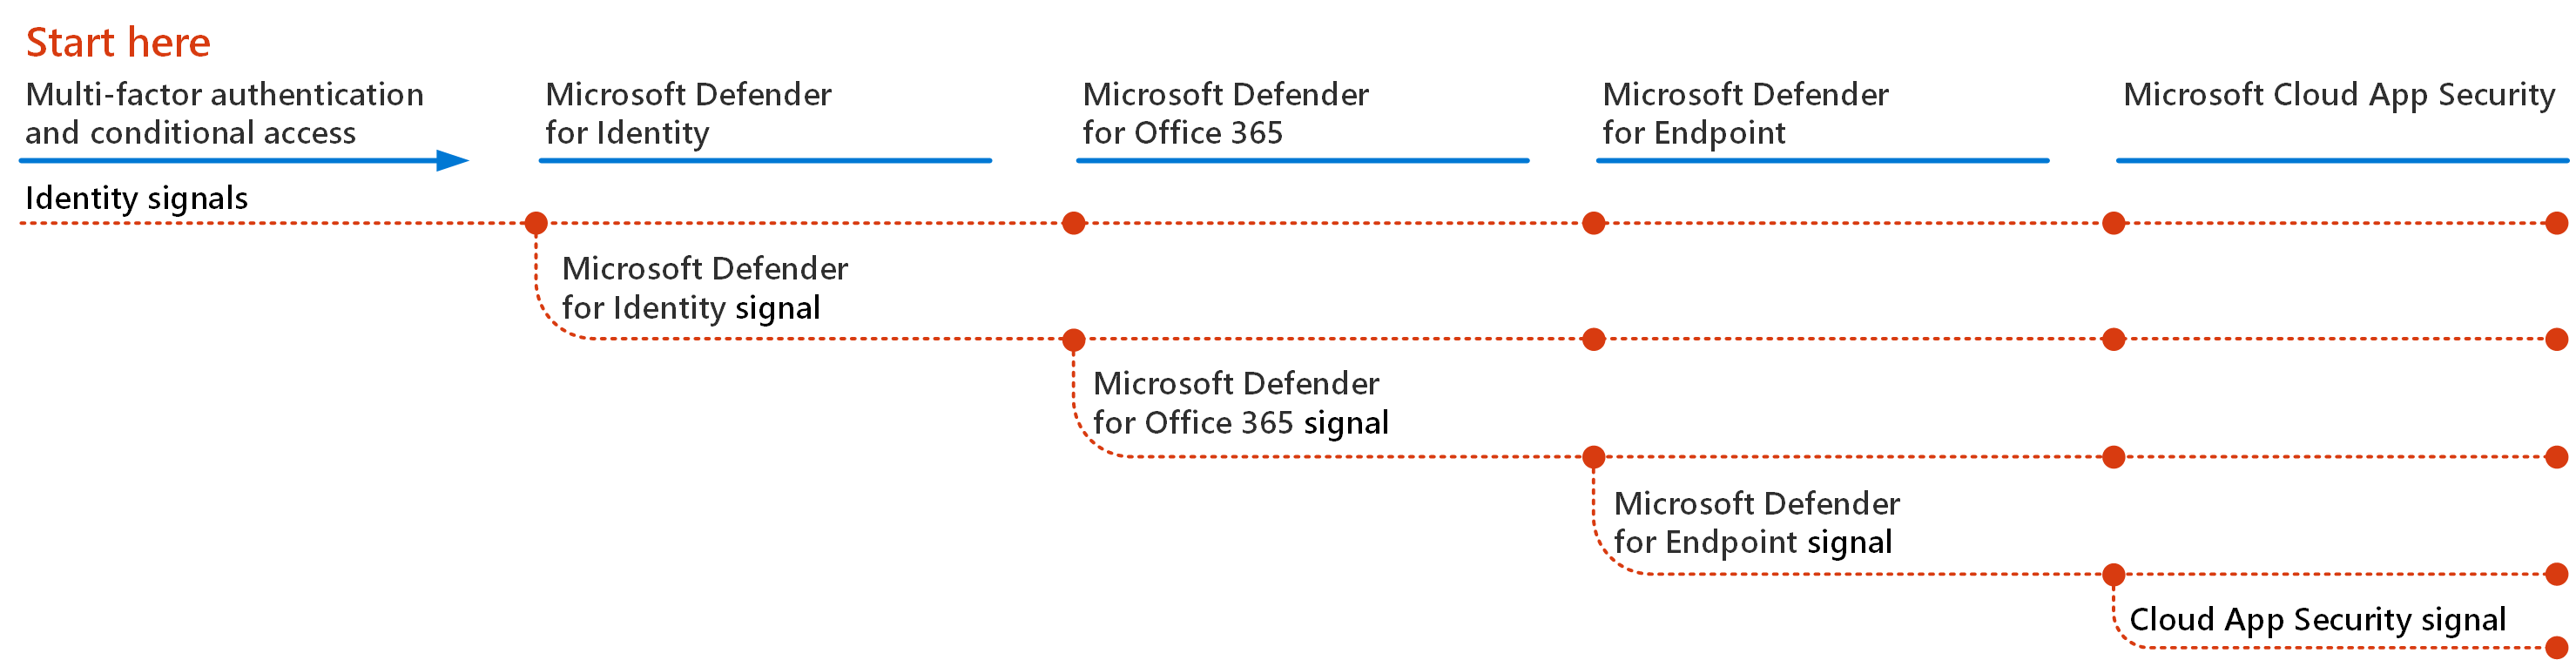 Start here
Multi-factor authentication
and conditional access
Microsoft Defender
for Identity
Microsoft Defender
for Office 365
Microsoft Defender
for Endpoint
Microsoft Cloud App Security
Identity signals
Microsoft Defender
for Identity signal
Microsoft Defender
for Office 365 signal
Microsoft Defender
for Endpoint signal
Cloud App Security signal